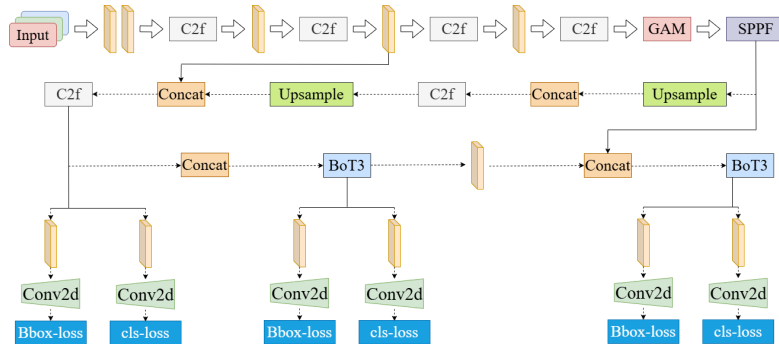 Input
C2f
C2f
C2f
C2f
GAM
SPPF
C2f
Concat
Upsample
C2f
Concat
Upsample
Concat
BoT3
Concat
BoT3
Conv2d
Conv2d
Conv2d
Conv2d
Conv2d
Conv2d
Bbox-loss
cls-loss
Bbox-loss
cls-loss
Bbox-loss
cls-loss